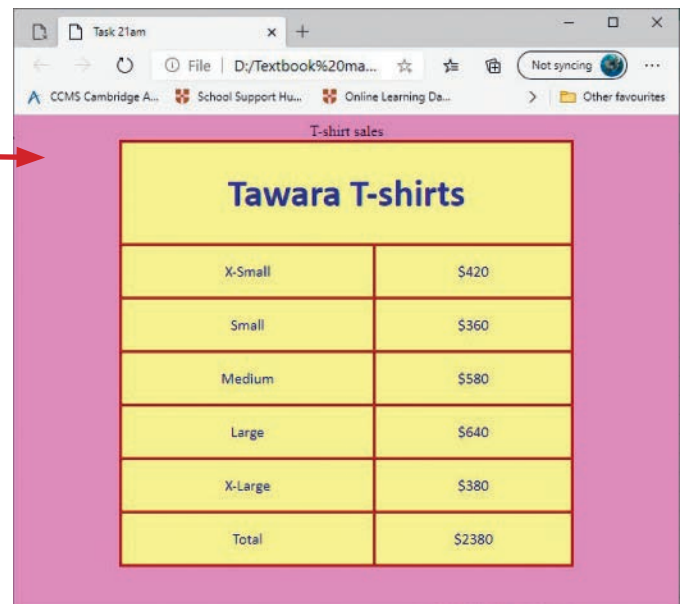 Task 21am
File | D:/Textbook%20ma... Not syncing
CCMS Cambridge A... School Support Hu... Online Learning Da... Other favourites
T-shirt sales
Tawara T-shirts
X-Small $420
Small $360
Medium $580
Large $640
X-Large $380
Total $2380